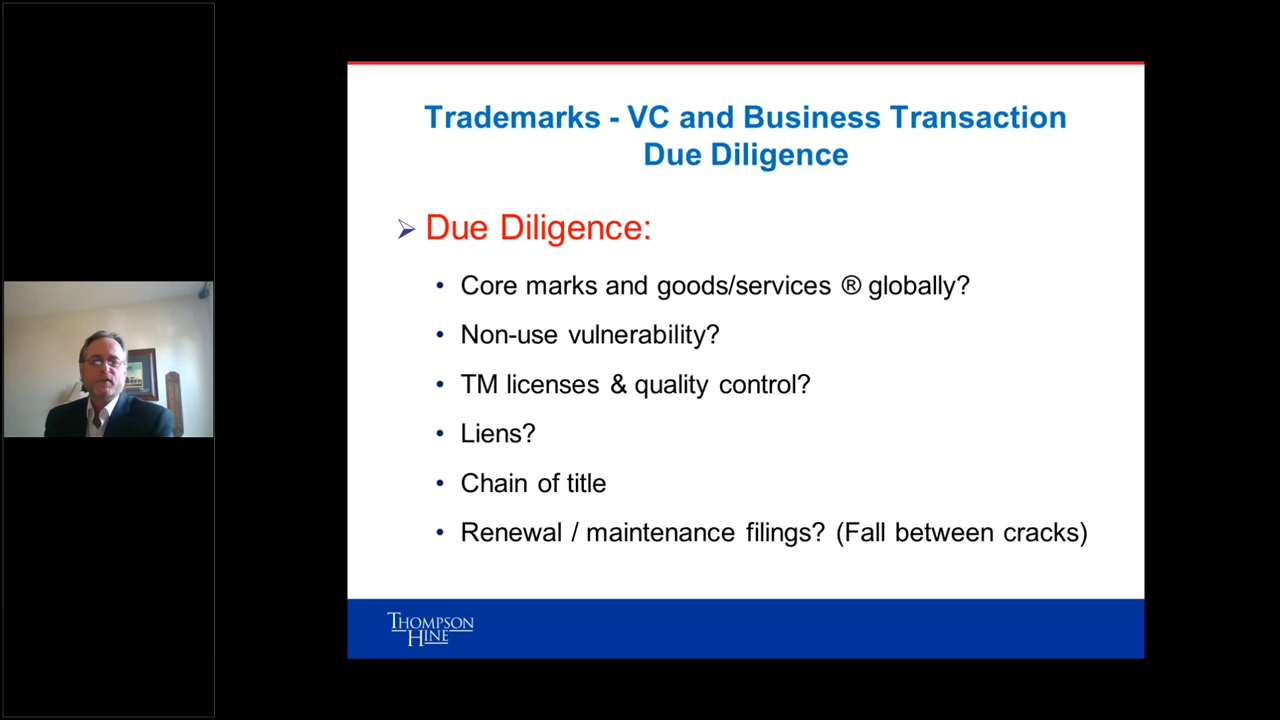 Trademarks - VC and Business Transaction
Due Diligence
Due Diligence:
Core marks and goods/services ® globally?
Non-use vulnerability?
TM licenses & quality control?
Liens?
Chain of title
Renewal / maintenance filings? (Fall between cracks)
THOMPSON
HINE